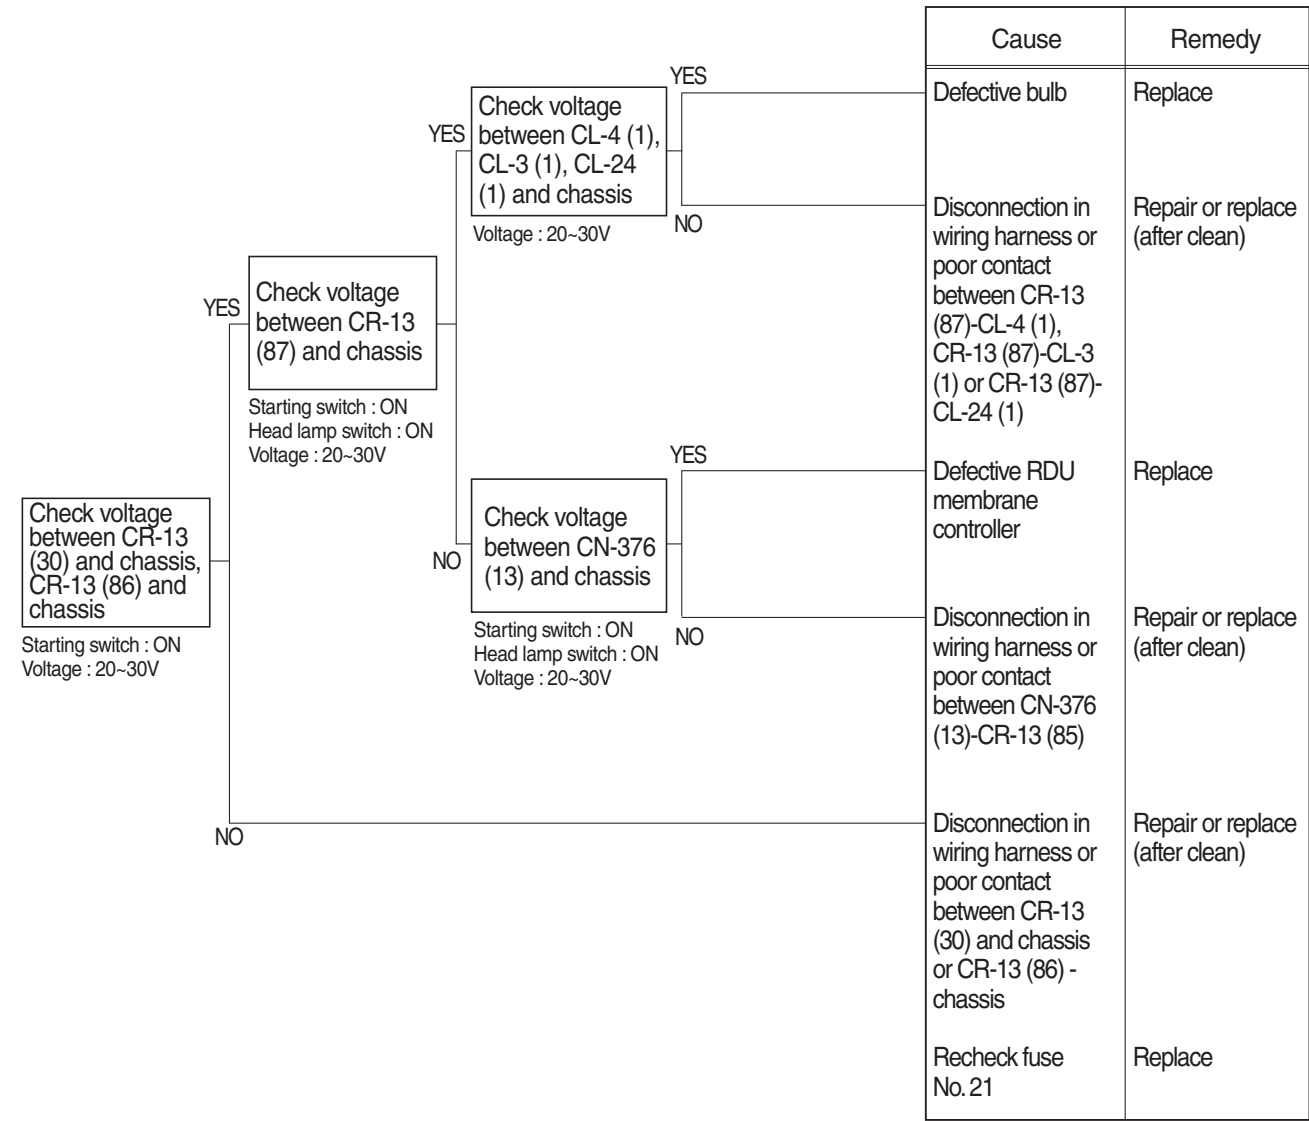 Cause
Remedy
YES
Check voltage
between CL-4 (1),
CL-3 (1), CL-24
(1) and chassis
YES
Voltage : 20~30V
NO
Defective bulb
Replace
Disconnection in
wiring harness or
poor contact
between CR-13
(87)-CL-4 (1),
CR-13 (87)-CL-3
(1) or CR-13 (87)-
CL-24 (1)
Repair or replace
(after clean)
YES
Check voltage
between CR-13
(87) and chassis
Starting switch : ON
Head lamp switch : ON
Voltage : 20~30V
YES
Check voltage
between CN-376
(13) and chassis
NO
Starting switch : ON
Head lamp switch : ON
Voltage : 20~30V
NO
Defective RDU
membrane
controller
Replace
Disconnection in
wiring harness or
poor contact
between CN-376
(13)-CR-13 (85)
Repair or replace
(after clean)
Check voltage
between CR-13
(30) and chassis,
CR-13 (86) and
chassis
Starting switch : ON
Voltage : 20~30V
NO
Disconnection in
wiring harness or
poor contact
between CR-13
(30) and chassis
or CR-13 (86) -
chassis
Repair or replace
(after clean)
Recheck fuse
No. 21
Replace